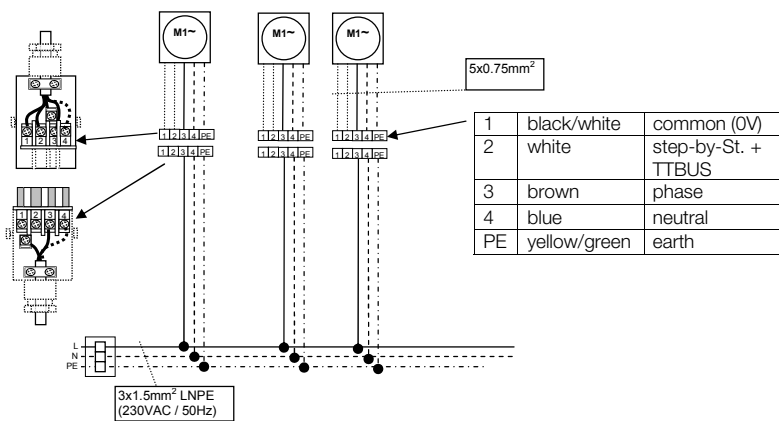 M1~ M1~ M1~
5x0.75mm²
1 2 3 4 PE 1 2 3 4 PE 1 2 3 4 PE
1 2 3 4 PE 1 2 3 4 PE 1 2 3 4 PE
1 2 3 4
1 2 3 4
1 black/white common (0V)
2 white step-by-St. +
TTBUS
3 brown phase
4 blue neutral
PE yellow/green earth
L
N
PE
3x1.5mm² LNPE
(230VAC / 50Hz)